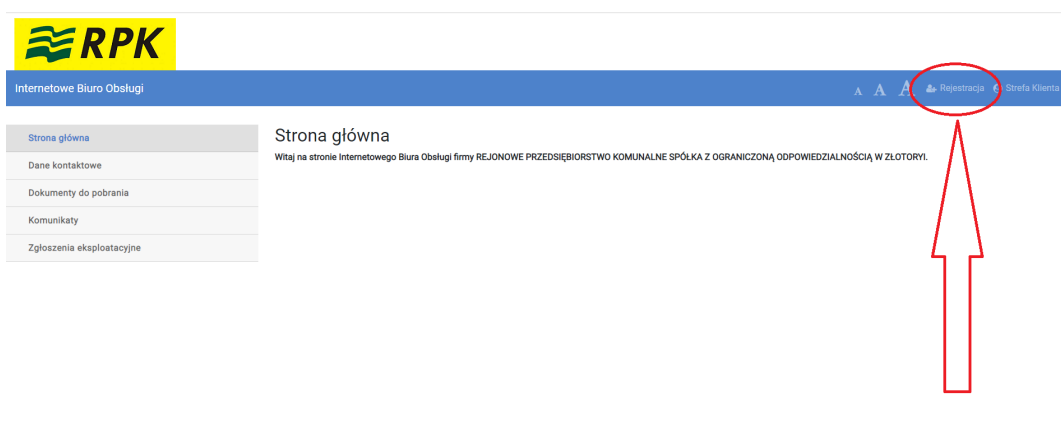 RPK
Internetowe Biuro Obsługi
A A A Rejestracja Strefa Klienta
Strona główna
Dane kontaktowe
Dokumenty do pobrania
Komunikaty
Zgłoszenia eksploatacyjne
Strona główna
Witaj na stronie Internetowego Biura Obsługi firmy REJONOWE PRZEDSIĘBIORSTWO KOMUNALNE SPÓŁKA Z OGRANICZONĄ ODPOWIEDZIALNOŚCIĄ W ZŁOTORYI.